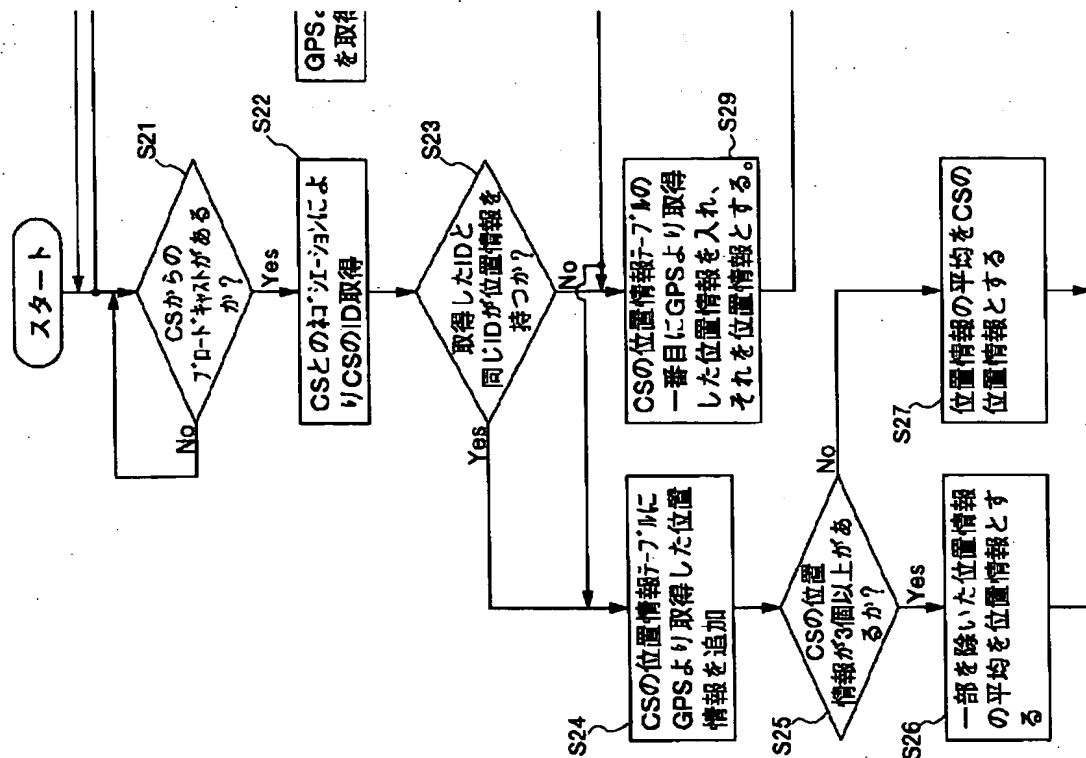 スタート
S21
CSからの
ブロードキャストがある
か?
No
Yes
S22
CSとのネゴシエーションによ
りCSのID取得
GPS
を取得
S23
取得したIDと
同じIDが位置情報を
持つか?
Yes
No
S24
CSの位置情報テーブルに
GPSより取得した位置
情報を追加
S29
CSの位置情報テーブルの
一番目にGPSより取得
した位置情報を入れ、
それを位置情報とする。
S25
CSの位置
情報が3個以上があ
るか?
No
Yes
S26
一部を除いた位置情報
の平均を位置情報とす
る
S27
位置情報の平均をCSの
位置情報とする